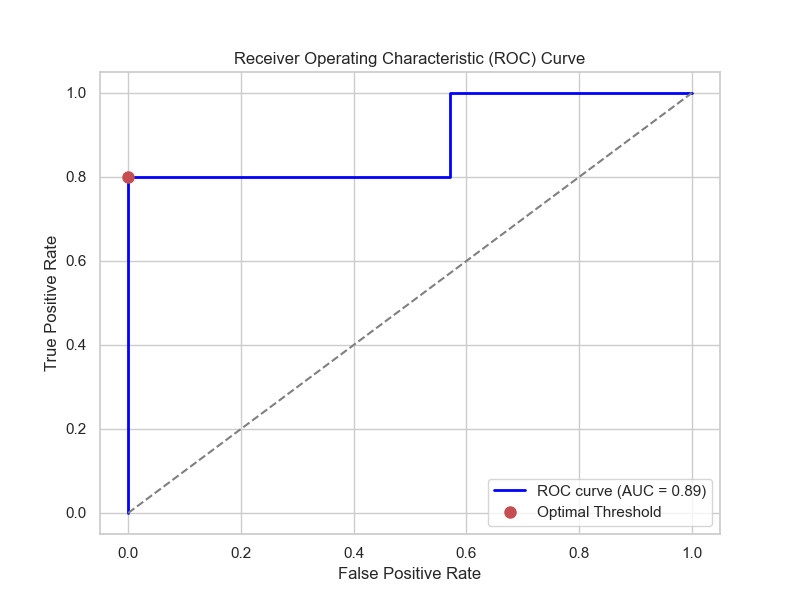 Receiver Operating Characteristic (ROC) Curve
1.0
0.8
0.6
0.4
0.2
0.0
True Positive Rate
0.0 0.2 0.4 0.6 0.8 1.0
False Positive Rate
ROC curve (AUC = 0.89)
Optimal Threshold